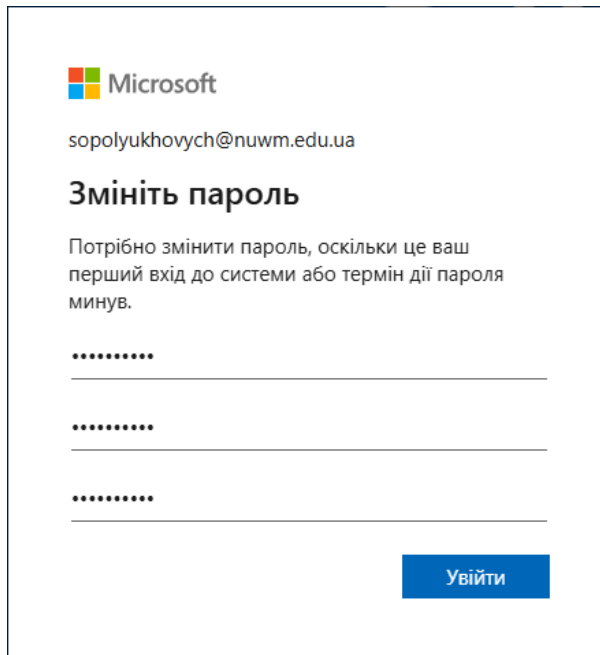 Microsoft
sopolyukhovych@nuwm.edu.ua
Змініть пароль
Потрібно змінити пароль, оскільки це ваш
перший вхід до системи або термін дії пароля
минув.
••••••••••
••••••••••
••••••••••
Увійти